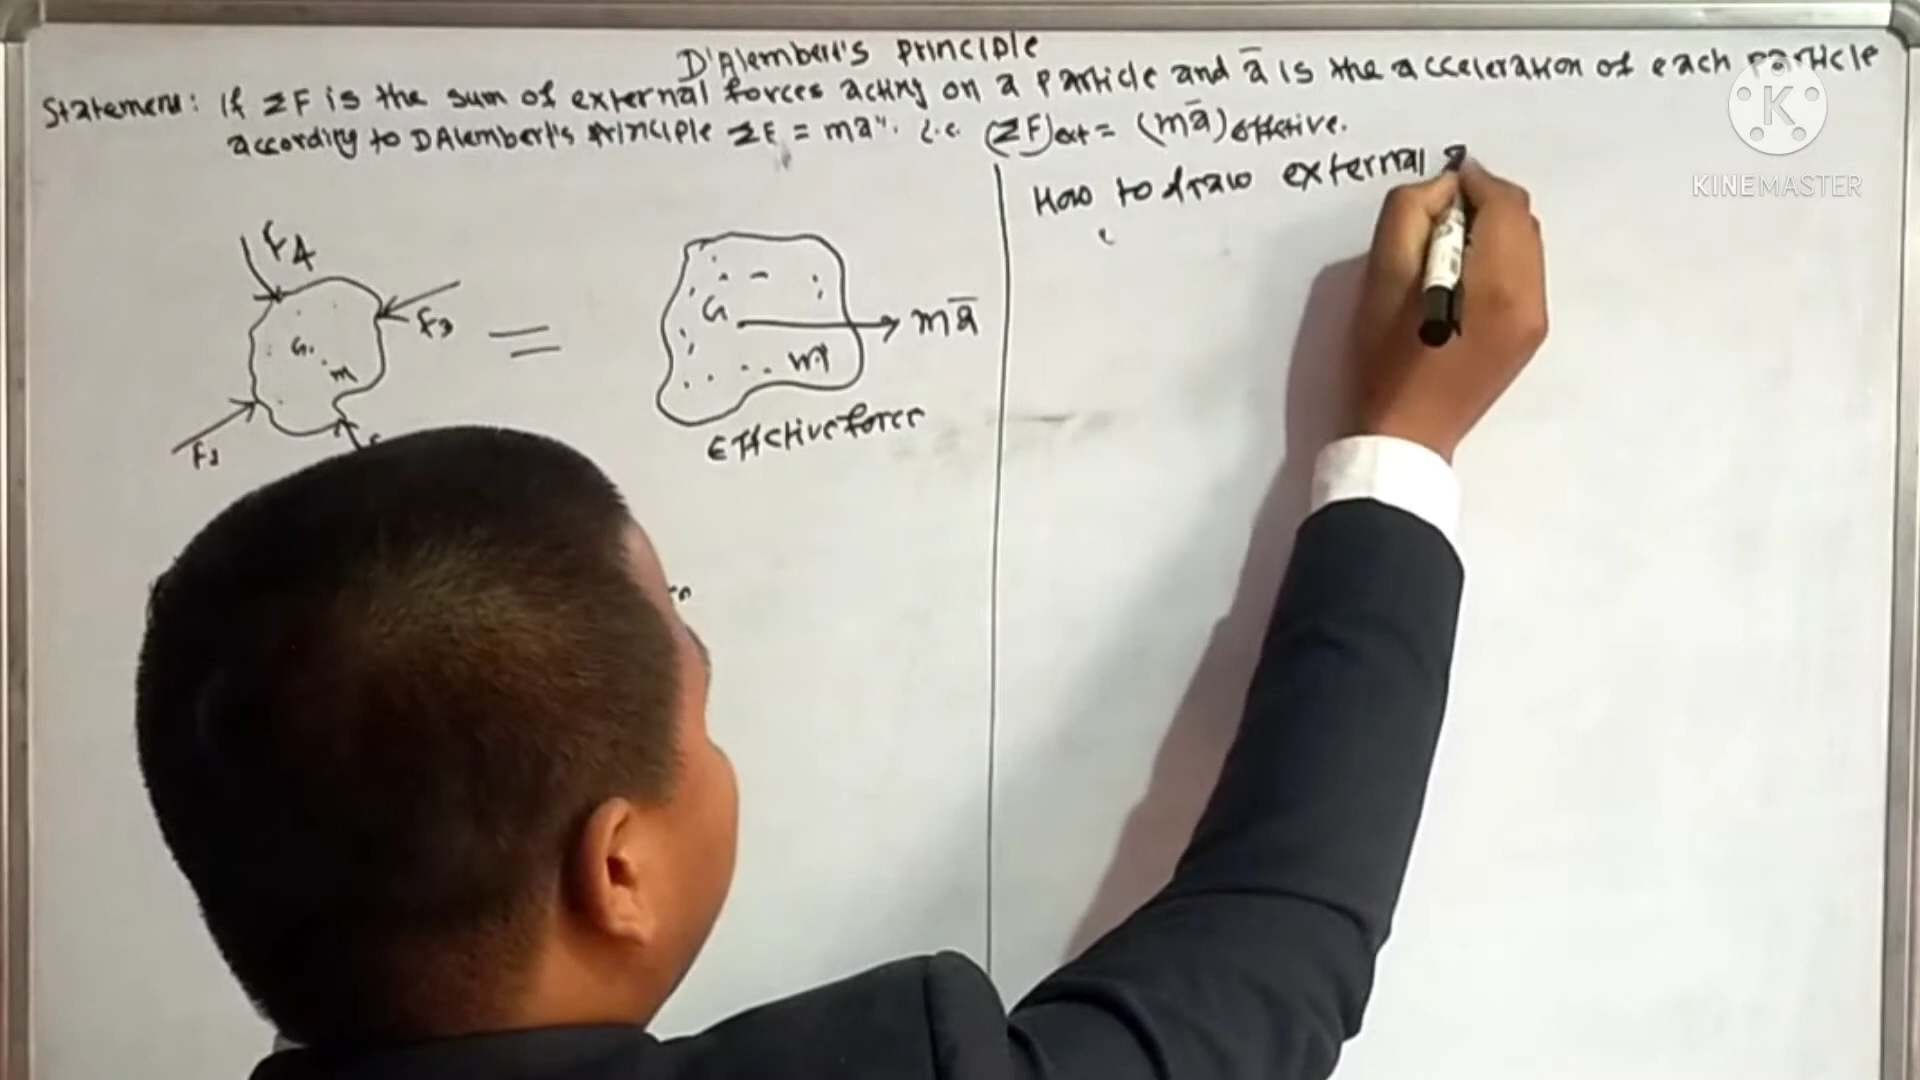 D'Alembert's Principle
Statement: If ΣF is the sum of external forces acting on a particle and ā is the acceleration of each particle
according to DAlembert's principle ΣF = ma". i.e. (ΣF)ext = (mā)effective.
How to draw external
F4
F3
G
m
F2
=
G
m
mā
Effective force
K
KINEMASTER